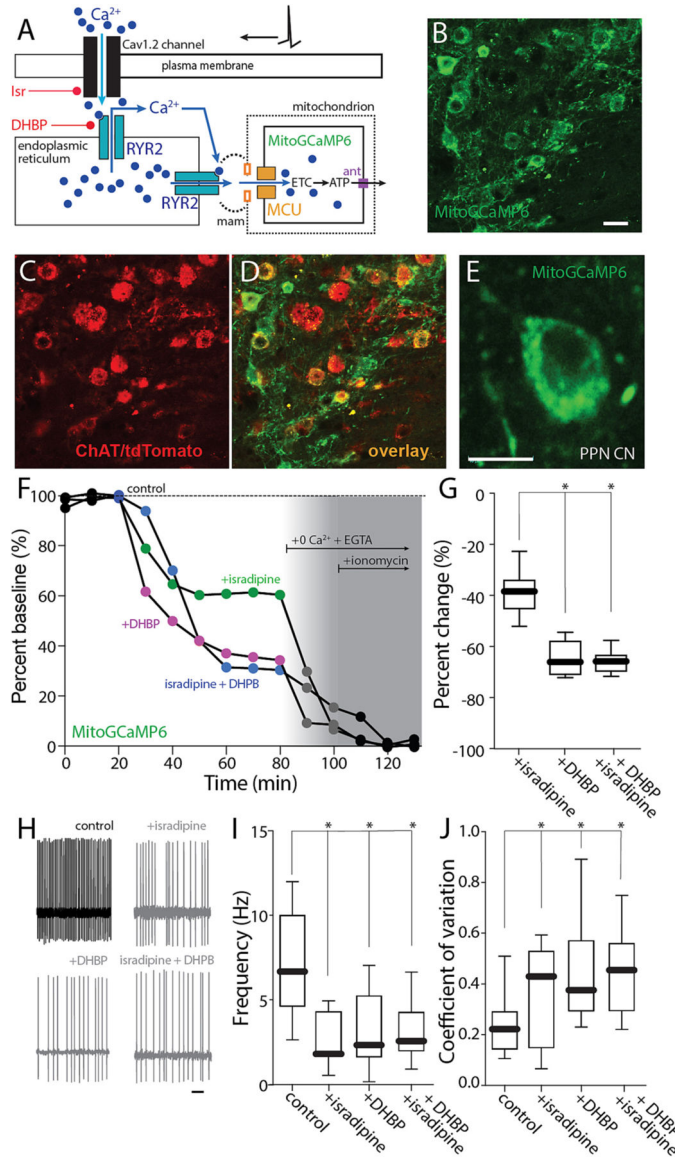 A
Ca²⁺
Cav1.2 channel
plasma membrane
Isr
Ca²⁺
DHBP
RYR2
endoplasmic
reticulum
mitochondrion
MitoGCaMP6
ant
ETC
ATP
RYR2
MCU
mam
B
MitoGCaMP6
C
ChAT/tdTomato
D
overlay
E
MitoGCaMP6
PPN CN
F
control
+0 Ca²⁺ + EGTA
+ionomycin
+isradipine
+DHBP
isradipine + DHPB
MitoGCaMP6
Percent baseline (%)
100
80
60
40
20
0
0 20 40 60 80 100 120
Time (min)
G
* *
Percent change (%)
-20
-40
-60
-80
-100
+isradipine
+DHBP
+isradipine
+ DHBP
H
control
+isradipine
+DHBP
isradipine + DHPB
I
* * *
Frequency (Hz)
15
10
5
0
control
+isradipine
+DHBP
+isradipine
+ DHBP
J
* * *
Coefficient of variation
1.0
0.8
0.6
0.4
0.2
0.0
control
+isradipine
+DHBP
+isradipine
+ DHBP